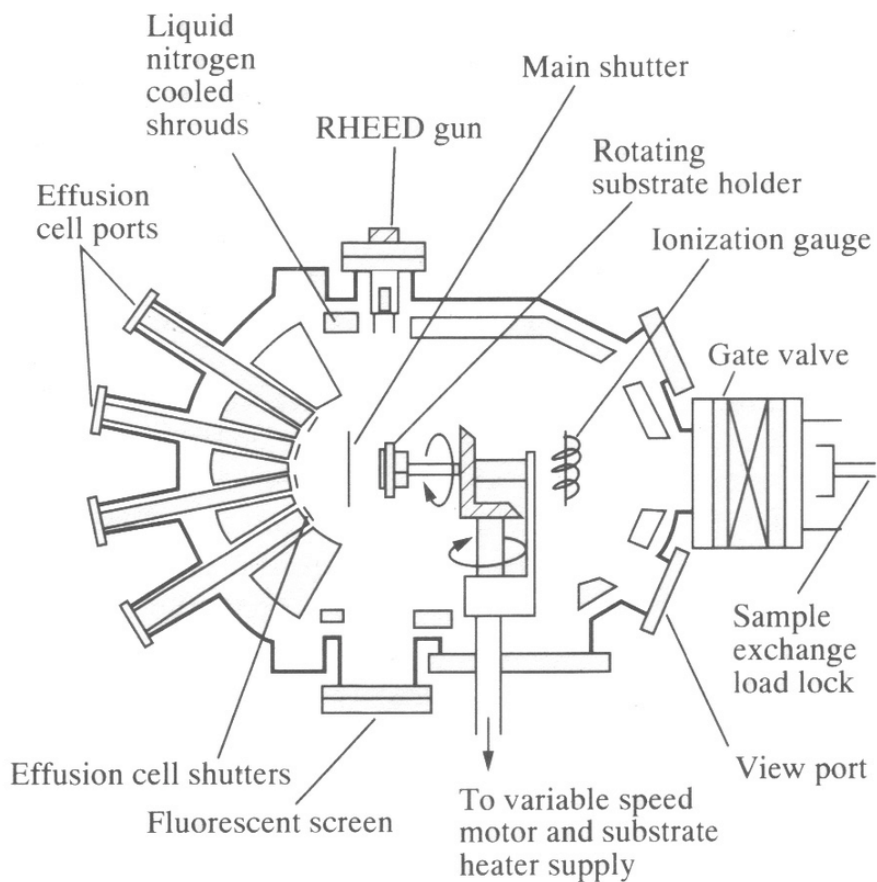 Liquid
nitrogen
cooled
shrouds
Main shutter
RHEED gun
Rotating
substrate holder
Effusion
cell ports
Ionization gauge
Gate valve
Sample
exchange
load lock
View port
Effusion cell shutters
Fluorescent screen
To variable speed
motor and substrate
heater supply